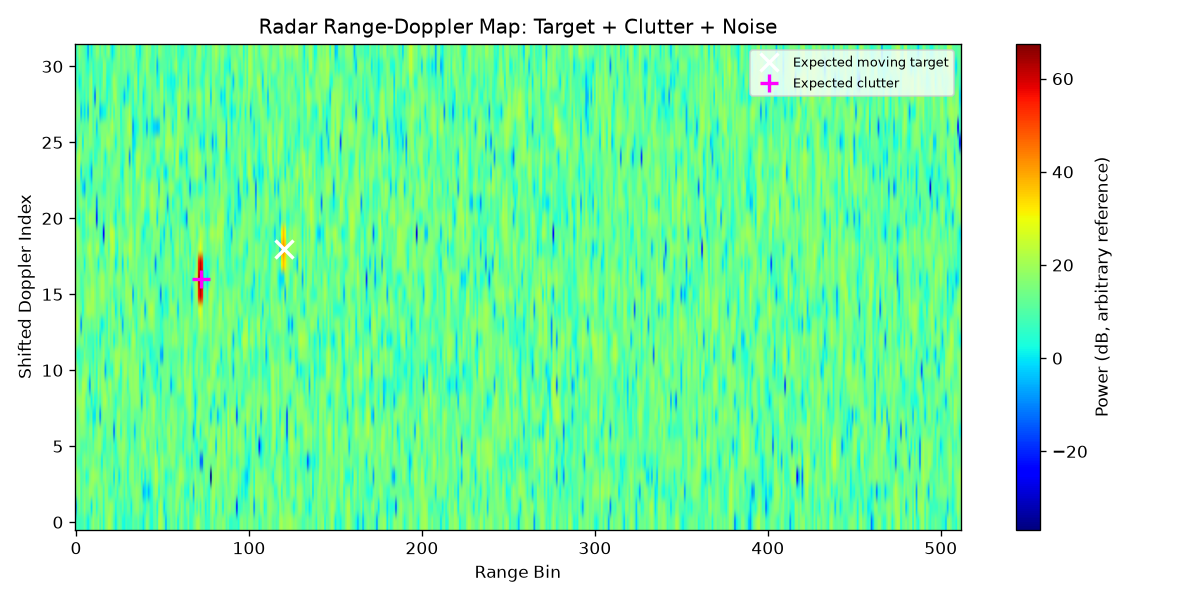 Radar Range-Doppler Map: Target + Clutter + Noise
Expected moving target
Expected clutter
30
25
20
15
10
5
0
Shifted Doppler Index
0 100 200 300 400 500
Range Bin
60
40
20
0
−20
Power (dB, arbitrary reference)